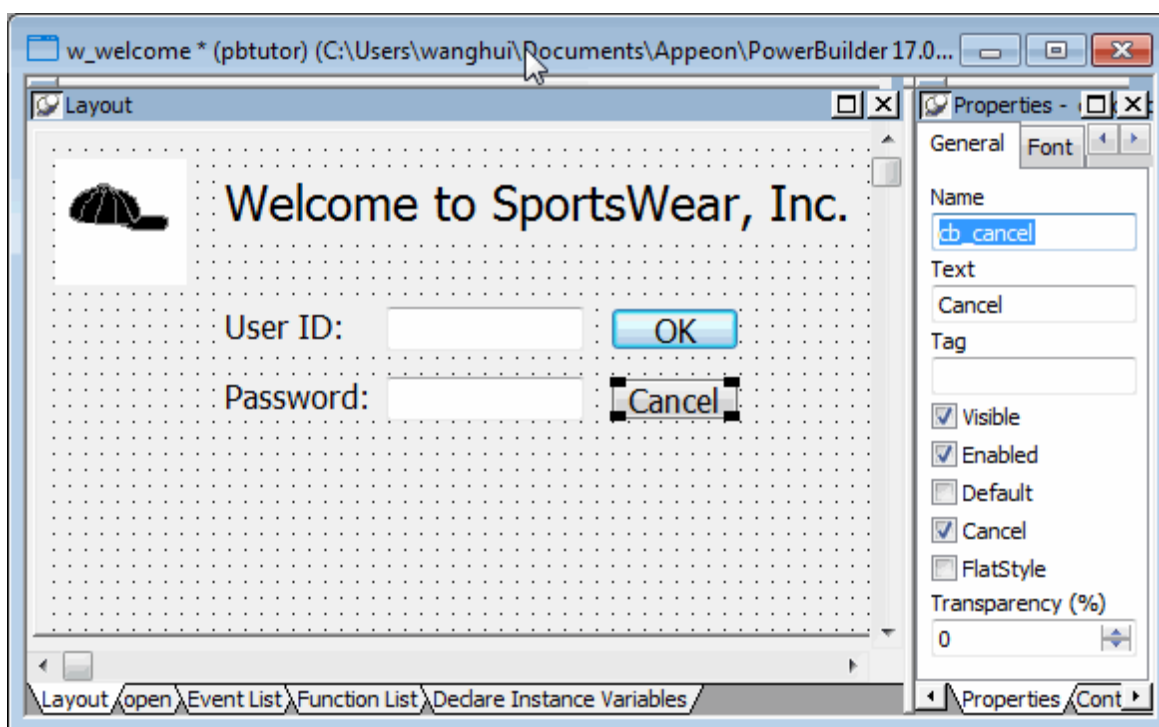 w_welcome * (pbtutor) (C:\Users\wanghui\Documents\Appeon\PowerBuilder 17.0...
Layout
Welcome to SportsWear, Inc.
User ID:
OK
Password:
Cancel
Layout
open
Event List
Function List
Declare Instance Variables
Properties -
General
Font
Name
cb_cancel
Text
Cancel
Tag
Visible
Enabled
Default
Cancel
FlatStyle
Transparency (%)
0
Properties
Cont